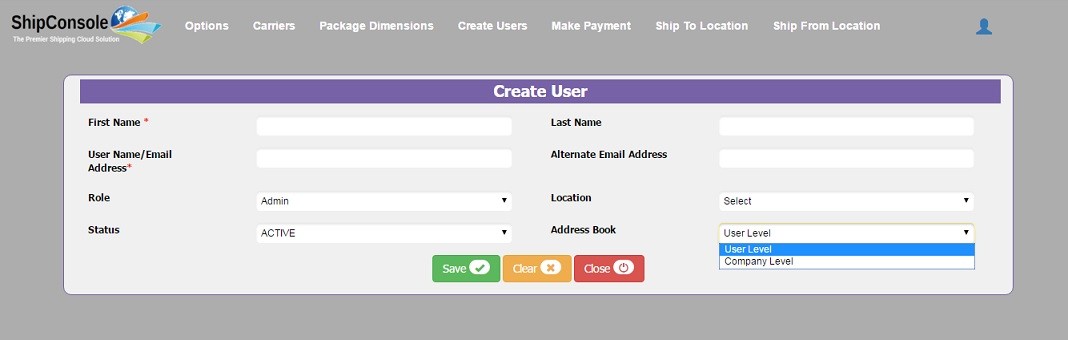 ShipConsole
The Premier Shipping Cloud Solution
Options Carriers Package Dimensions Create Users Make Payment Ship To Location Ship From Location
Create User
First Name *
Last Name
User Name/Email
Address*
Alternate Email Address
Role
Admin
Location
Select
Status
ACTIVE
Address Book
User Level
User Level
Company Level
Save
Clear
Close